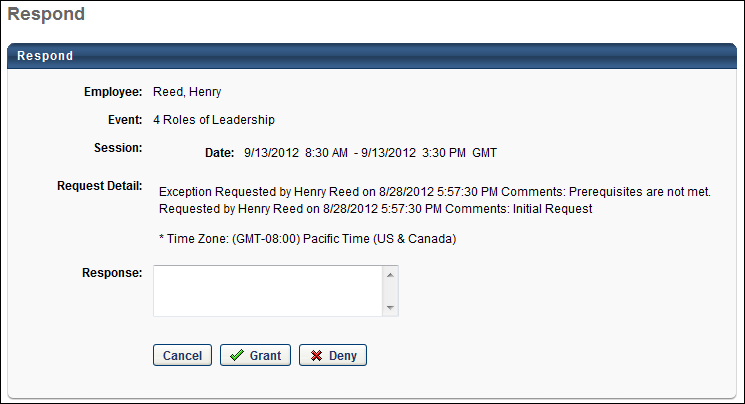 Respond
Respond
Employee: Reed, Henry
Event: 4 Roles of Leadership
Session: Date: 9/13/2012 8:30 AM - 9/13/2012 3:30 PM GMT
Request Detail: Exception Requested by Henry Reed on 8/28/2012 5:57:30 PM Comments: Prerequisites are not met.
Requested by Henry Reed on 8/28/2012 5:57:30 PM Comments: Initial Request
* Time Zone: (GMT-08:00) Pacific Time (US & Canada)
Response:
Cancel Grant Deny